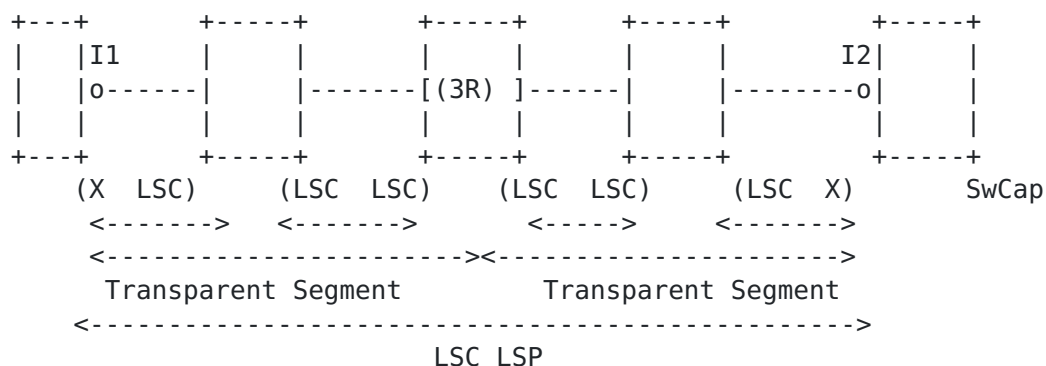 +---+       +-----+       +-----+      +-----+         +-----+
|   |I1     |     |       |     |      |     |       I2|     |
|   |o------|     |-------[(3R) ]------|     |--------o|     |
|   |       |     |       |     |      |     |         |     |
+---+       +-----+       +-----+      +-----+         +-----+
(X LSC) (LSC LSC) (LSC LSC) (LSC X) SwCap
<-------> <-------> <-----> <------->
<-----------------------><----------------------->
Transparent Segment Transparent Segment
<------------------------------------------------->
LSC LSP